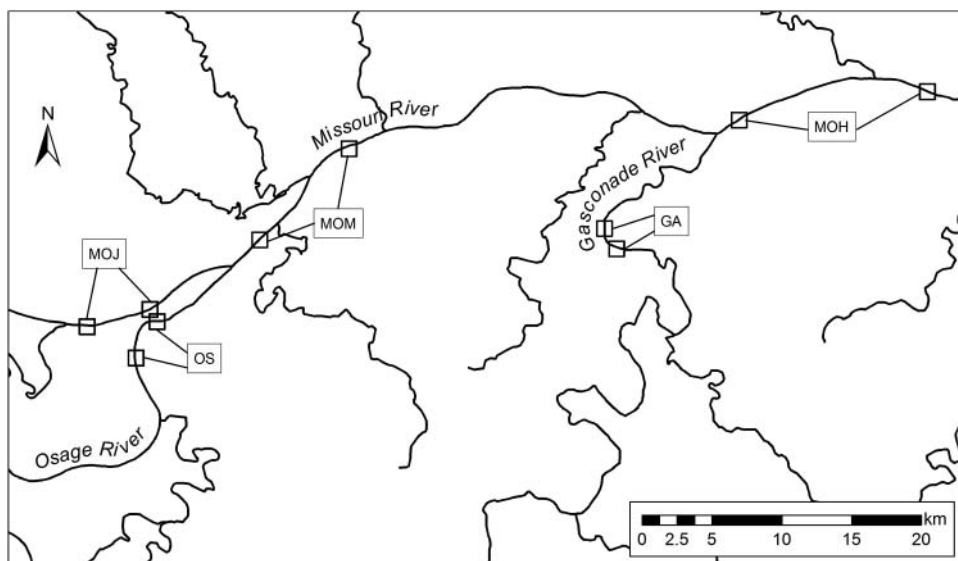 N
Missouri River
MOH
Gasconade River
GA
MOM
MOJ
OS
Osage River
km
0 2.5 5 10 15 20